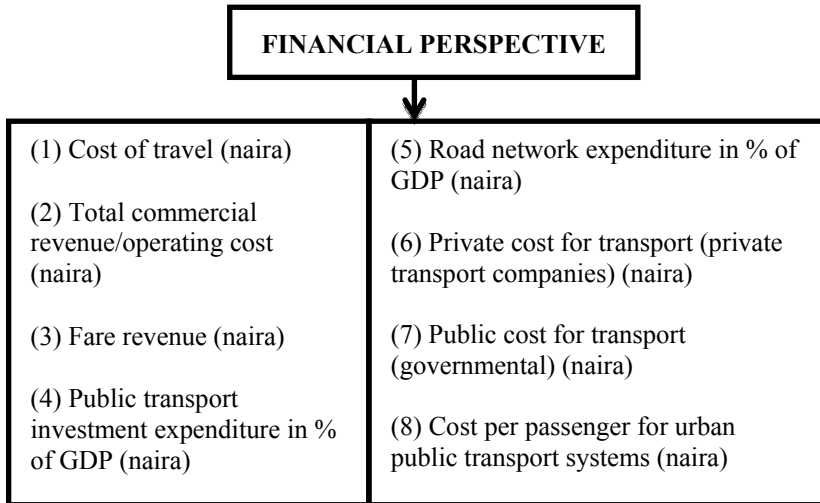 FINANCIAL PERSPECTIVE
(1) Cost of travel (naira)
(2) Total commercial
revenue/operating cost
(naira)
(3) Fare revenue (naira)
(4) Public transport
investment expenditure in %
of GDP (naira)
(5) Road network expenditure in % of
GDP (naira)
(6) Private cost for transport (private
transport companies) (naira)
(7) Public cost for transport
(governmental) (naira)
(8) Cost per passenger for urban
public transport systems (naira)